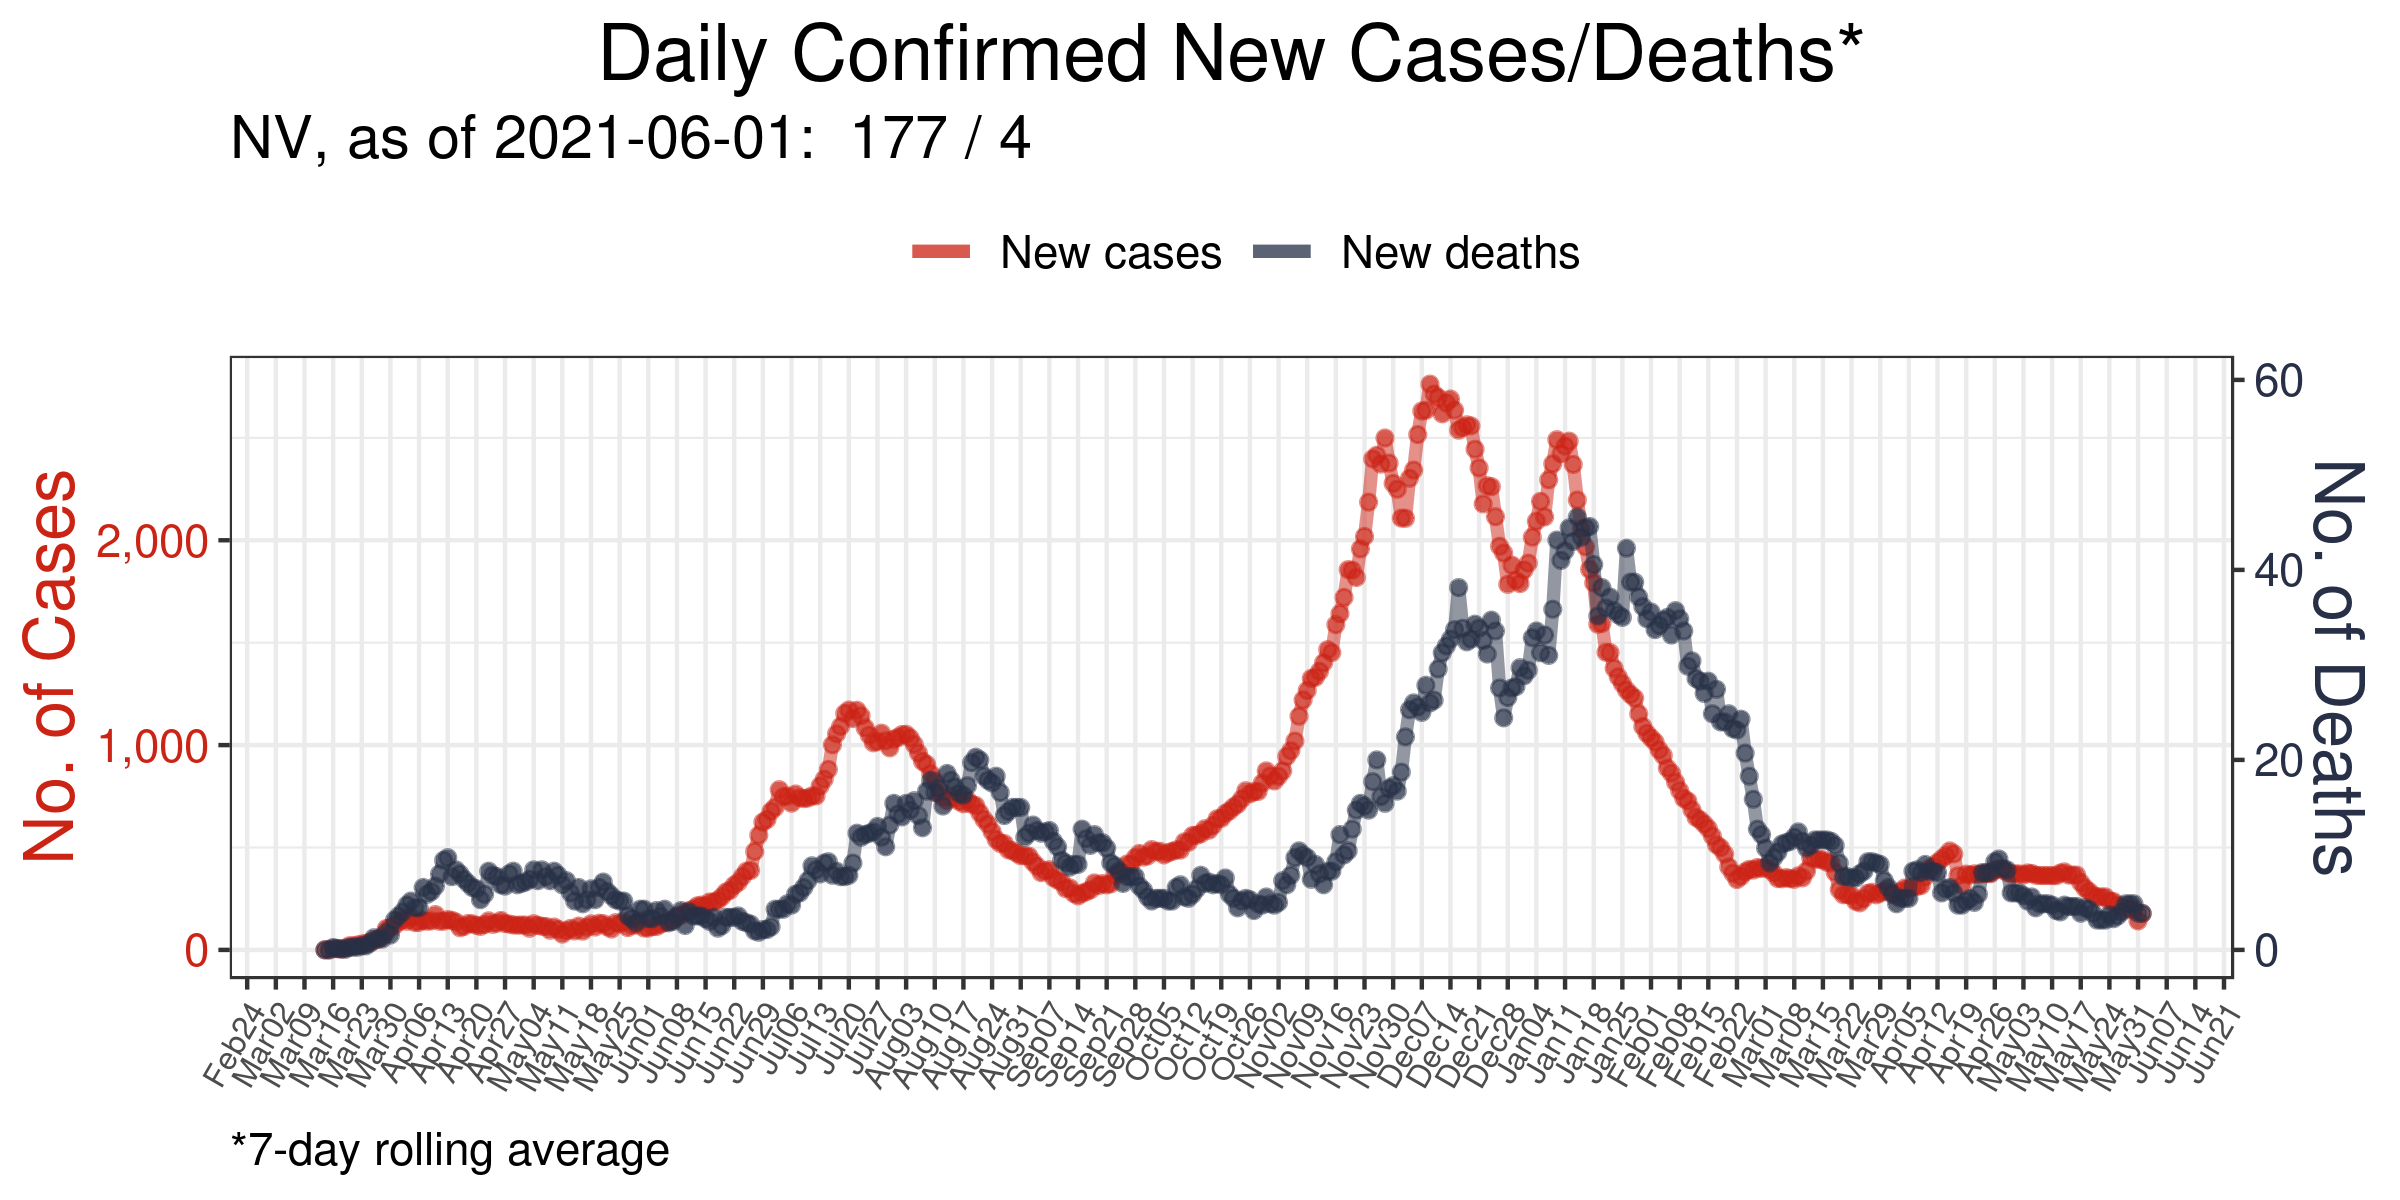 Daily Confirmed New Cases/Deaths*
NV, as of 2021-06-01:  177 / 4
New cases
New deaths
No. of Cases
2,000
1,000
0
60
40
20
0
No. of Deaths
Feb24
Mar02
Mar09
Mar16
Mar23
Mar30
Apr06
Apr13
Apr20
Apr27
May04
May11
May18
May25
Jun01
Jun08
Jun15
Jun22
Jun29
Jul06
Jul13
Jul20
Jul27
Aug03
Aug10
Aug17
Aug24
Aug31
Sep07
Sep14
Sep21
Sep28
Oct05
Oct12
Oct19
Oct26
Nov02
Nov09
Nov16
Nov23
Nov30
Dec07
Dec14
Dec21
Dec28
Jan04
Jan11
Jan18
Jan25
Feb01
Feb08
Feb15
Feb22
Mar01
Mar08
Mar15
Mar22
Mar29
Apr05
Apr12
Apr19
Apr26
May03
May10
May17
May24
May31
Jun07
Jun14
Jun21
*7-day rolling average